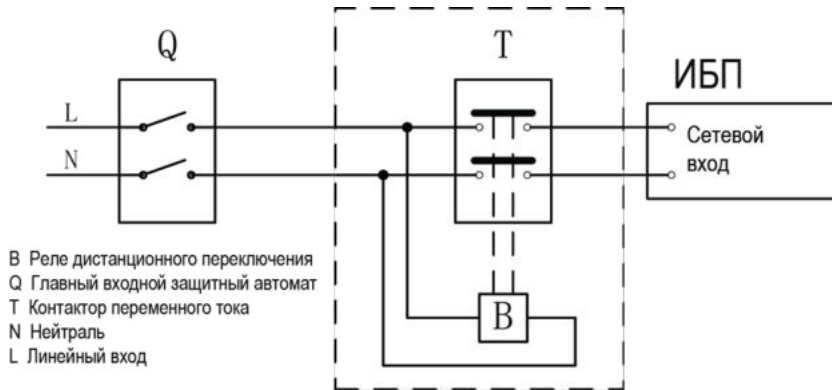 Q
T
ИБП
L
N
Сетевой
вход
B Реле дистанционного переключения
Q Главный входной защитный автомат
T Контактор переменного тока
N Нейтраль
L Линейный вход
B